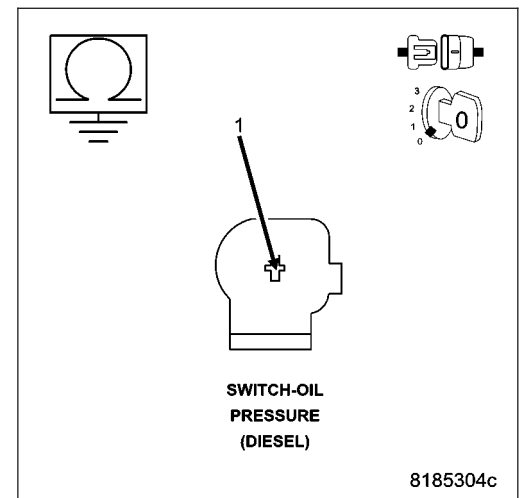 3
2
1
0
0
1
SWITCH-OIL
PRESSURE
(DIESEL)
8185304c